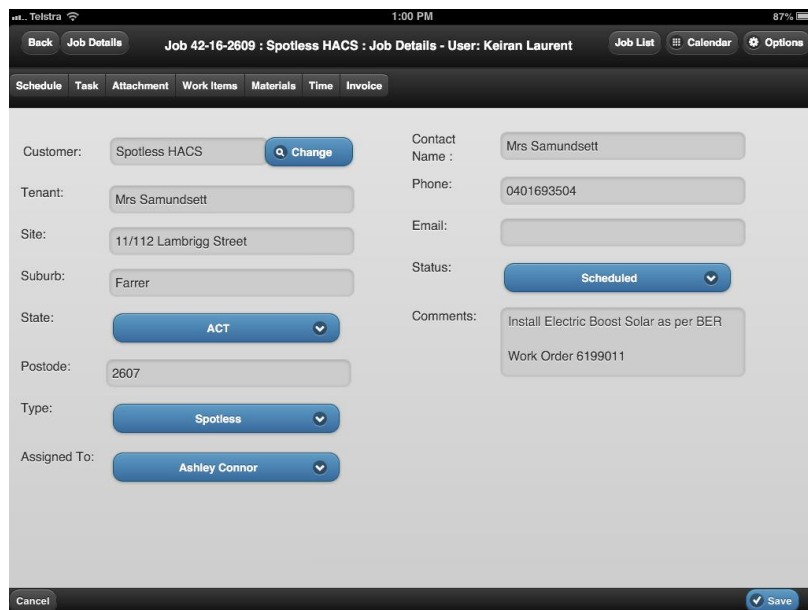 Telstra 1:00 PM 87%
Back Job Details Job 42-16-2609 : Spotless HACS : Job Details - User: Keiran Laurent Job List Calendar Options
Schedule Task Attachment Work Items Materials Time Invoice
Customer: Spotless HACS Change
Tenant: Mrs Samundsett
Site: 11/112 Lambrigg Street
Suburb: Farrer
State: ACT
Postode: 2607
Type: Spotless
Assigned To: Ashley Connor
Contact
Name : Mrs Samundsett
Phone: 0401693504
Email:
Status: Scheduled
Comments: Install Electric Boost Solar as per BER
Work Order 6199011
Cancel Save